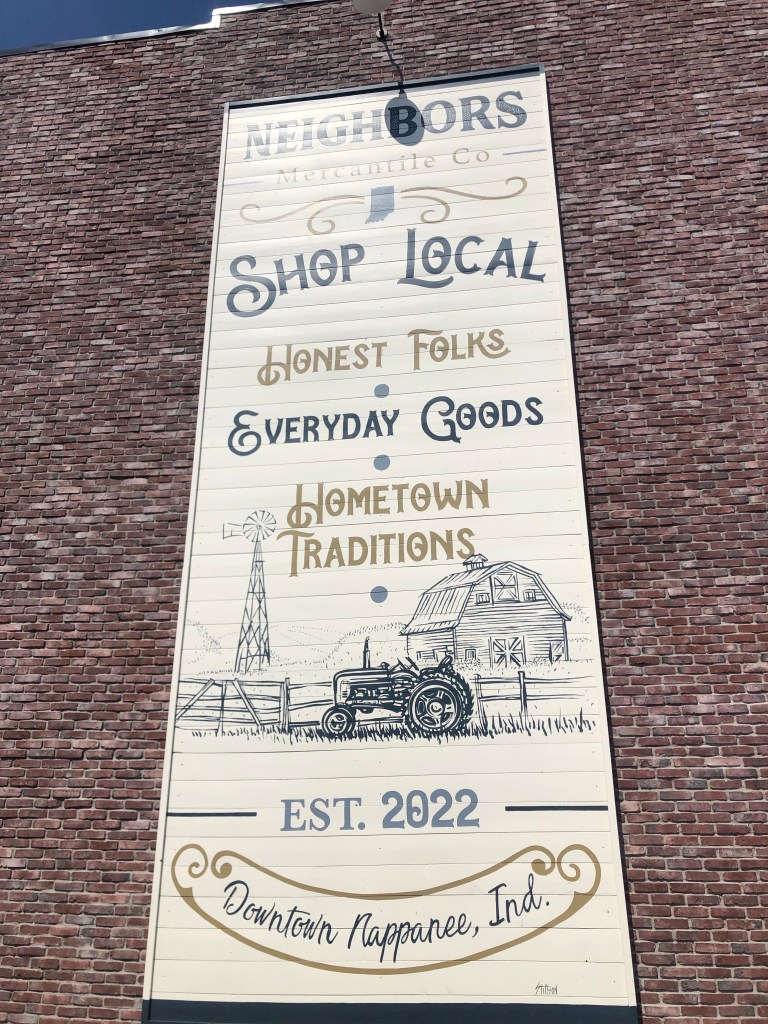 NEIGHBORS
Mercantile Co
SHOP LOCAL
HONEST FOLKS
EVERYDAY GOODS
HOMETOWN
TRADITIONS
EST. 2022
Downtown Nappanee, Ind.